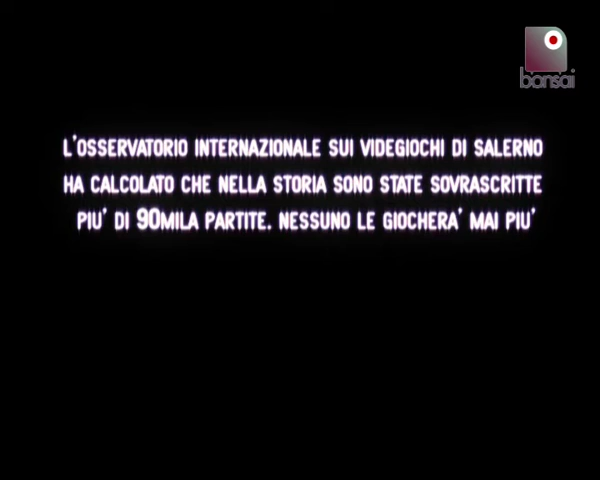 bonsai
L'OSSERVATORIO INTERNAZIONALE SUI VIDEGIOCHI DI SALERNO
HA CALCOLATO CHE NELLA STORIA SONO STATE SOVRASCRITTE
PIU' DI 90MILA PARTITE. NESSUNO LE GIOCHERA' MAI PIU'